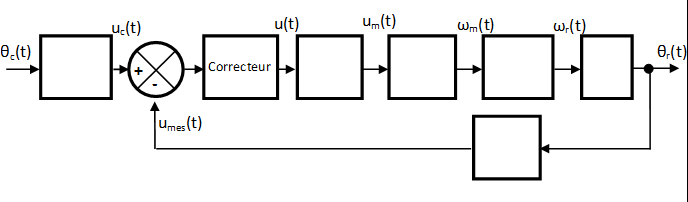 θc(t)
uc(t)
+
-
Correcteur
u(t)
um(t)
ωm(t)
ωr(t)
θr(t)
umes(t)